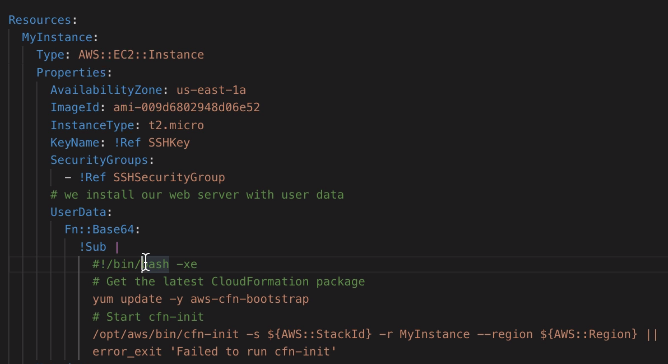 Resources:
MyInstance:
Type: AWS::EC2::Instance
Properties:
AvailabilityZone: us-east-1a
ImageId: ami-009d6802948d06e52
InstanceType: t2.micro
KeyName: !Ref SSHKey
SecurityGroups:
- !Ref SSHSecurityGroup
# we install our web server with user data
UserData:
Fn::Base64:
!Sub |
#!/bin/bash -xe
# Get the latest CloudFormation package
yum update -y aws-cfn-bootstrap
# Start cfn-init
/opt/aws/bin/cfn-init -s ${AWS::StackId} -r MyInstance --region ${AWS::Region} ||
error_exit 'Failed to run cfn-init'